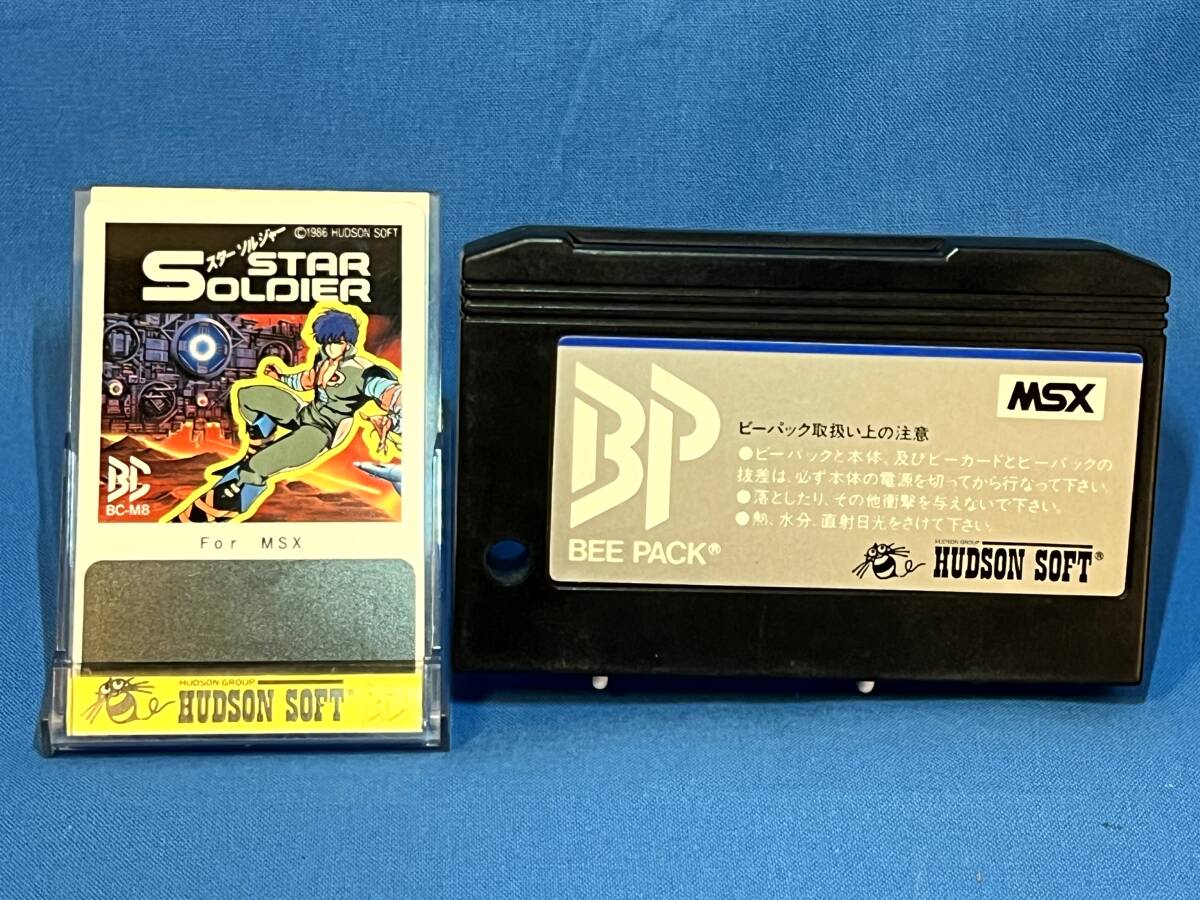 ©1986 HUDSON SOFT
スターソルジャー
STAR
SOLDIER
BC
BC-M8
For MSX
HUDSON GROUP
HUDSON SOFT
BC
BP
BEE PACK®
MSX
ビーパック取扱い上の注意
●ビーパックと本体、及びビーカードとビーパックの
抜差は、必ず本体の電源を切ってから行なって下さい。
●落としたり、その他衝撃を与えないで下さい。
●熱、水分、直射日光をさけて下さい。
HUDSON GROUP
HUDSON SOFT®